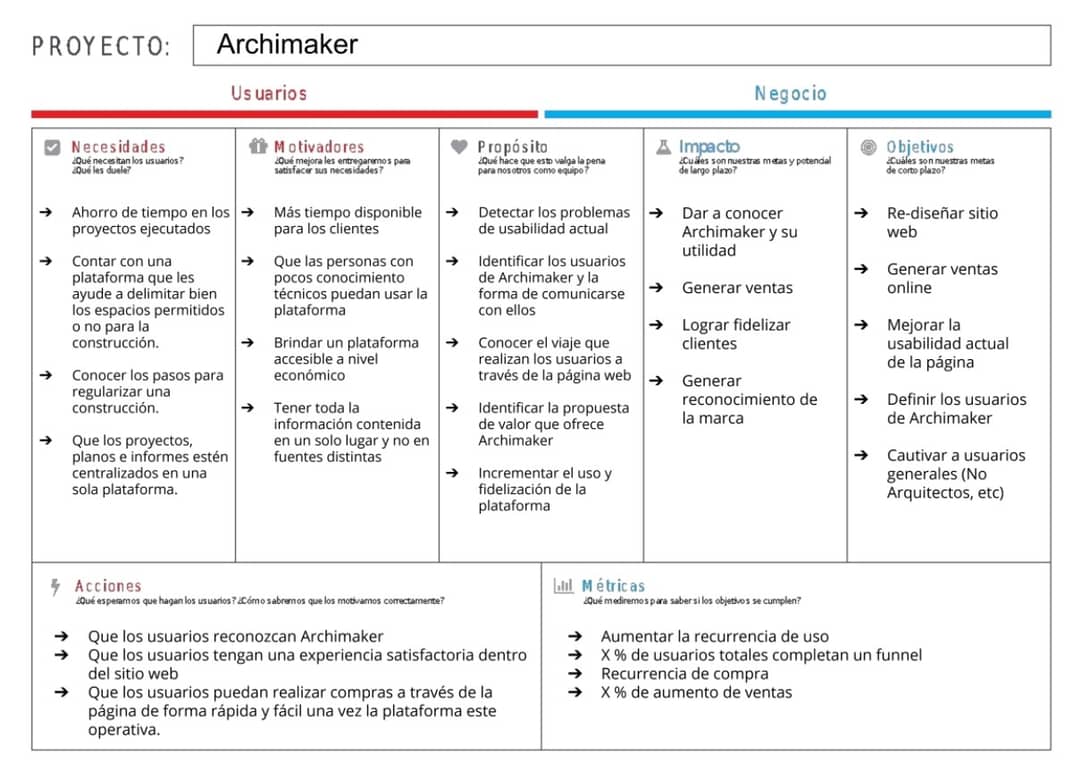 PROYECTO:
Archimaker
Usuarios
Negocio
Necesidades
¿Qué necesitan los usuarios?
¿Qué les duele?
➔ Ahorro de tiempo en los
proyectos ejecutados
➔ Contar con una
plataforma que les
ayude a delimitar bien
los espacios permitidos
o no para la
construcción.
➔ Conocer los pasos para
regularizar una
construcción.
➔ Que los proyectos,
planos e informes estén
centralizados en una
sola plataforma.
Motivadores
¿Qué mejora les entregaremos para
satisfacer sus necesidades?
➔ Más tiempo disponible
para los clientes
➔ Que las personas con
pocos conocimiento
técnicos puedan usar la
plataforma
➔ Brindar un plataforma
accesible a nivel
económico
➔ Tener toda la
información contenida
en un solo lugar y no en
fuentes distintas
Propósito
¿Qué hace que esto valga la pena
para nosotros como equipo?
➔ Detectar los problemas
de usabilidad actual
➔ Identificar los usuarios
de Archimaker y la
forma de comunicarse
con ellos
➔ Conocer el viaje que
realizan los usuarios a
través de la página web
➔ Identificar la propuesta
de valor que ofrece
Archimaker
➔ Incrementar el uso y
fidelización de la
plataforma
Impacto
¿Cuáles son nuestras metas y potencial
de largo plazo?
➔ Dar a conocer
Archimaker y su
utilidad
➔ Generar ventas
➔ Lograr fidelizar
clientes
➔ Generar
reconocimiento de
la marca
Objetivos
¿Cuáles son nuestras metas
de corto plazo?
➔ Re-diseñar sitio
web
➔ Generar ventas
online
➔ Mejorar la
usabilidad actual
de la página
➔ Definir los usuarios
de Archimaker
➔ Cautivar a usuarios
generales (No
Arquitectos, etc)
Acciones
¿Qué esperamos que hagan los usuarios? ¿Cómo sabremos que los motivamos correctamente?
➔ Que los usuarios reconozcan Archimaker
➔ Que los usuarios tengan una experiencia satisfactoria dentro
del sitio web
➔ Que los usuarios puedan realizar compras a través de la
página de forma rápida y fácil una vez la plataforma este
operativa.
Métricas
¿Qué mediremos para saber si los objetivos se cumplen?
➔ Aumentar la recurrencia de uso
➔ X % de usuarios totales completan un funnel
➔ Recurrencia de compra
➔ X % de aumento de ventas